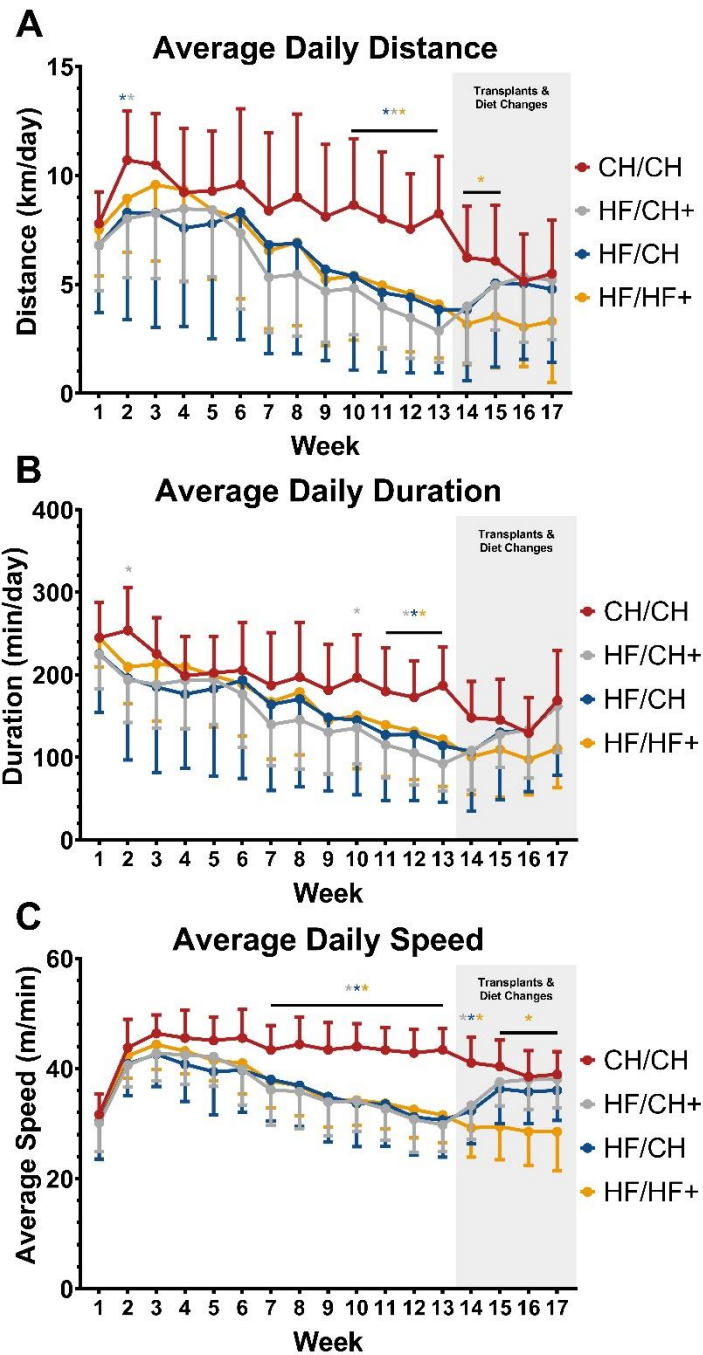 A
Average Daily Distance
Transplants &
Diet Changes
15
10
5
0
Distance (km/day)
** 
***
*
1 2 3 4 5 6 7 8 9 10 11 12 13 14 15 16 17
Week
CH/CH
HF/CH+
HF/CH
HF/HF+
B
Average Daily Duration
Transplants &
Diet Changes
400
300
200
100
0
Duration (min/day)
*
*
***
1 2 3 4 5 6 7 8 9 10 11 12 13 14 15 16 17
Week
CH/CH
HF/CH+
HF/CH
HF/HF+
C
Average Daily Speed
Transplants &
Diet Changes
60
40
20
0
Average Speed (m/min)
***
***
*
1 2 3 4 5 6 7 8 9 10 11 12 13 14 15 16 17
Week
CH/CH
HF/CH+
HF/CH
HF/HF+